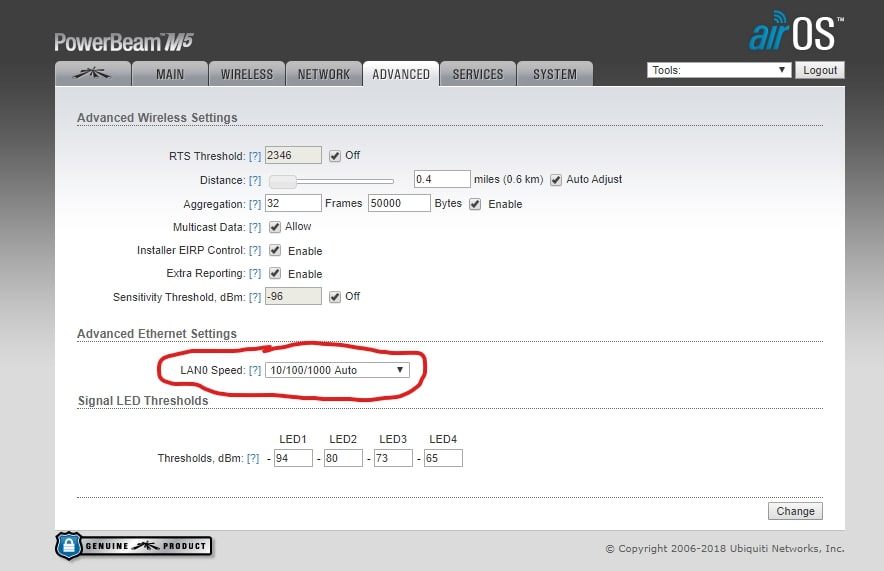 PowerBeam™ M5
airOS™
MAIN WIRELESS NETWORK ADVANCED SERVICES SYSTEM Tools: Logout
Advanced Wireless Settings
RTS Threshold: [?] 2346 Off
Distance: [?] 0.4 miles (0.6 km) Auto Adjust
Aggregation: [?] 32 Frames 50000 Bytes Enable
Multicast Data: [?] Allow
Installer EIRP Control: [?] Enable
Extra Reporting: [?] Enable
Sensitivity Threshold, dBm: [?] -96 Off
Advanced Ethernet Settings
LAN0 Speed: [?] 10/100/1000 Auto
Signal LED Thresholds
LED1 LED2 LED3 LED4
Thresholds, dBm: [?] - 94 - 80 - 73 - 65
Change
GENUINE PRODUCT
© Copyright 2006-2018 Ubiquiti Networks, Inc.